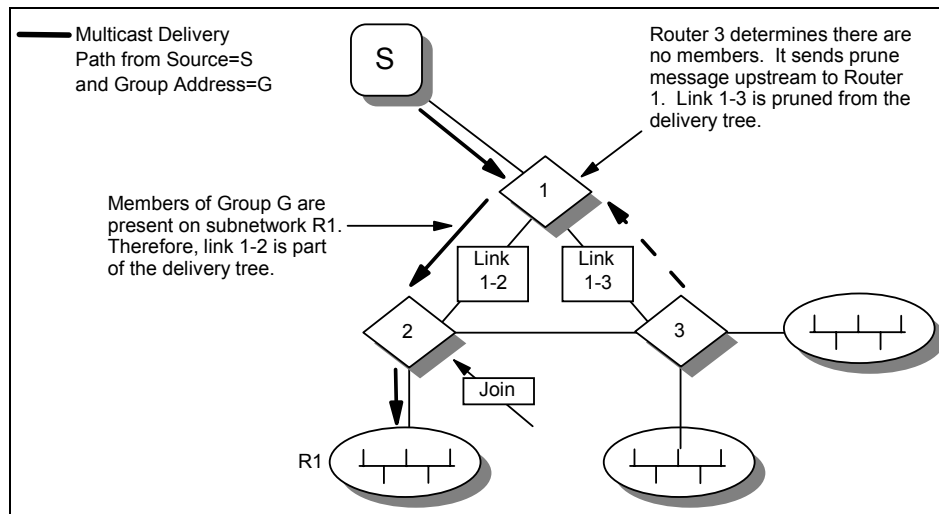 Multicast Delivery
Path from Source=S
and Group Address=G
S
Router 3 determines there are
no members. It sends prune
message upstream to Router
1. Link 1-3 is pruned from the
delivery tree.
1
Members of Group G are
present on subnetwork R1.
Therefore, link 1-2 is part
of the delivery tree.
Link
1-2
Link
1-3
2
3
Join
R1